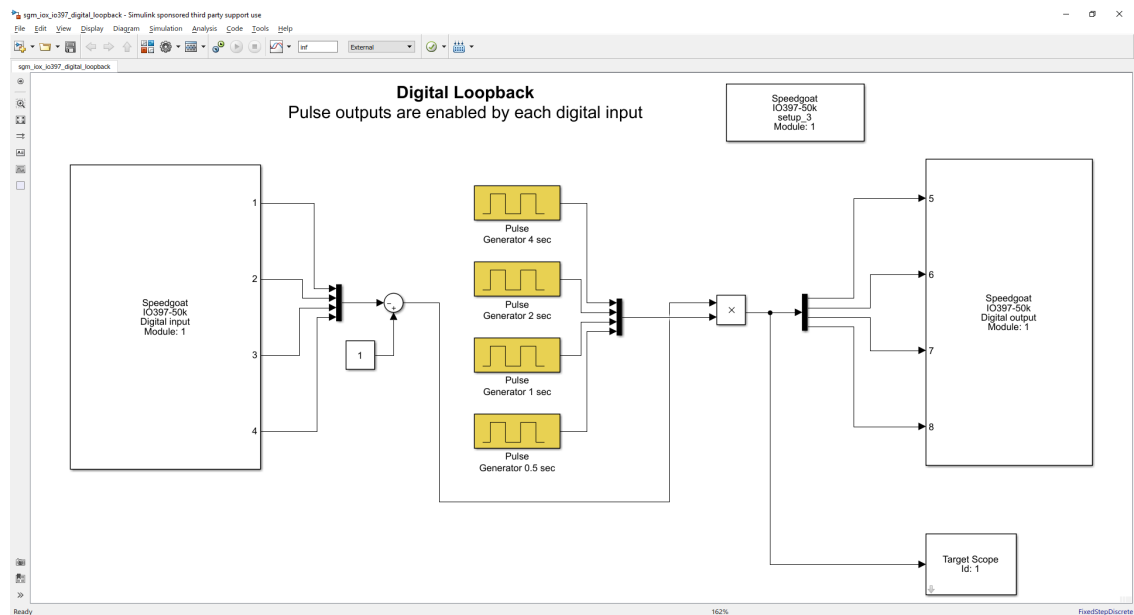 sgm_iox_io397_digital_loopback - Simulink sponsored third party support use
File Edit View Display Diagram Simulation Analysis Code Tools Help
inf External
sgm_iox_io397_digital_loopback
Digital Loopback
Pulse outputs are enabled by each digital input
Speedgoat
IO397-50k
setup_3
Module: 1
Speedgoat
IO397-50k
Digital input
Module: 1
1
2
3
4
1
Pulse
Generator 4 sec
Pulse
Generator 2 sec
Pulse
Generator 1 sec
Pulse
Generator 0.5 sec
×
5
6
7
8
Speedgoat
IO397-50k
Digital output
Module: 1
Target Scope
Id: 1
Ready 162% FixedStepDiscrete